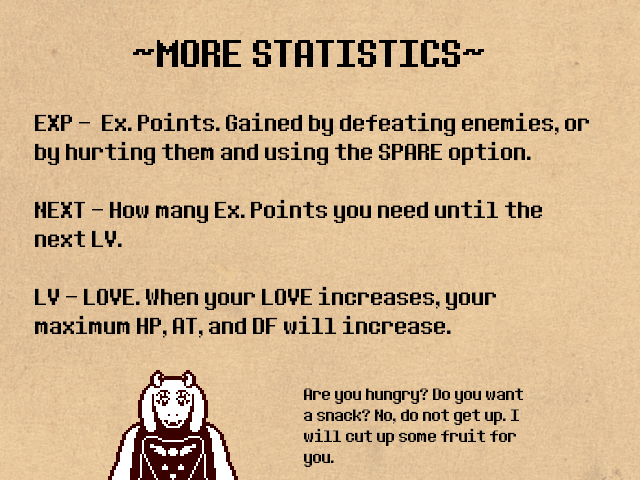 ~MORE STATISTICS~
EXP - Ex. Points. Gained by defeating enemies, or
by hurting them and using the SPARE option.
NEXT - How many Ex. Points you need until the
next LV.
LV - LOVE. When your LOVE increases, your
maximum HP, AT, and DF will increase.
Are you hungry? Do you want
a snack? No, do not get up. I
will cut up some fruit for
you.